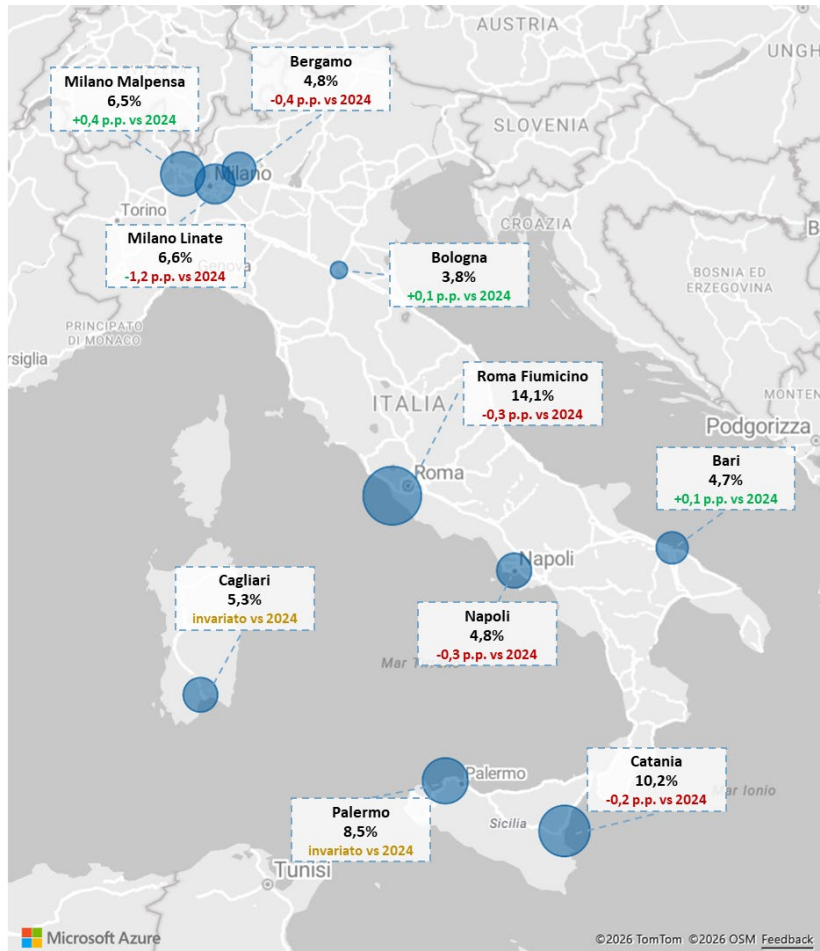 AUSTRIA
UNGH
SLOVENIA
CROAZIA
BOSNIA ED
ERZEGOVINA
Bergamo
4,8%
-0,4 p.p. vs 2024
Milano Malpensa
6,5%
+0,4 p.p. vs 2024
Milano
Torino
Milano Linate
6,6%
-1,2 p.p. vs 2024
Genova
Bologna
3,8%
+0,1 p.p. vs 2024
PRINCIPATO
DI MONACO
rsiglia
ITALIA
Roma Fiumicino
14,1%
-0,3 p.p. vs 2024
MONTEN
Podgorizza
Roma
Bari
4,7%
+0,1 p.p. vs 2024
Napoli
Cagliari
5,3%
invariato vs 2024
Napoli
4,8%
-0,3 p.p. vs 2024
Mar
Catania
10,2%
-0,2 p.p. vs 2024
Mar Ionio
Palermo
Palermo
8,5%
invariato vs 2024
Sicilia
Tunisi
Microsoft Azure
©2026 TomTom ©2026 OSM Feedback